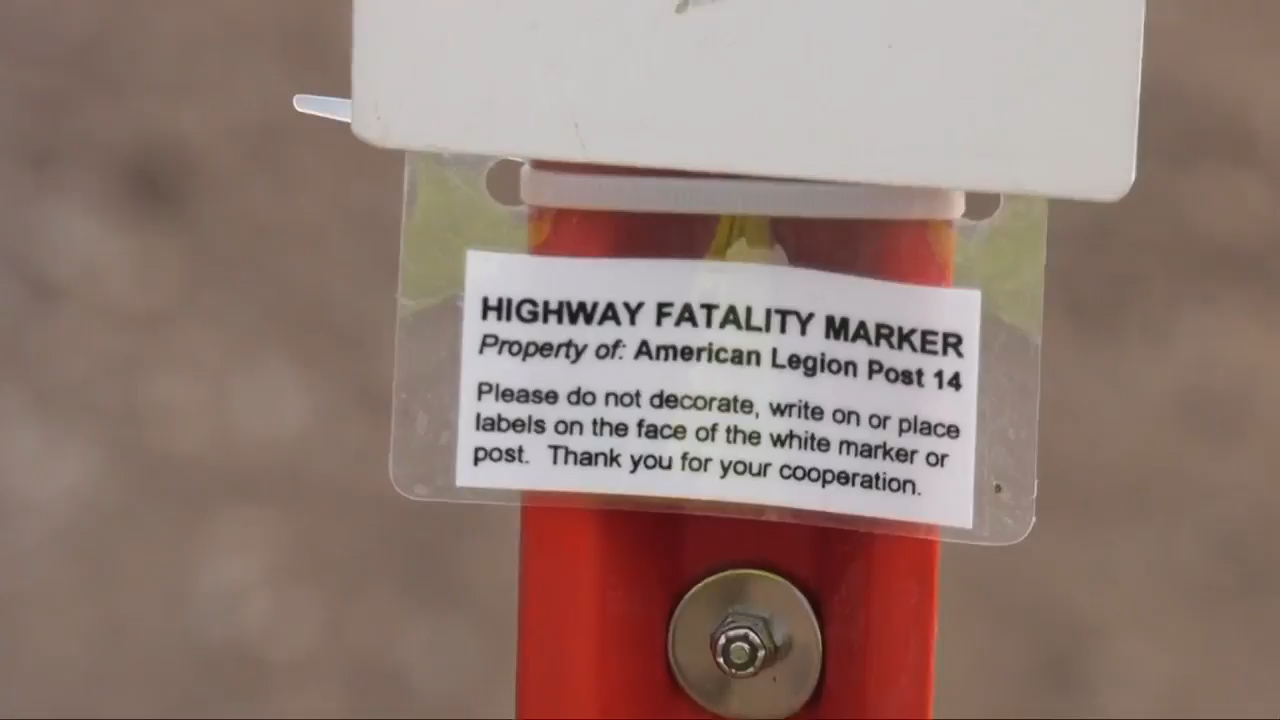 HIGHWAY FATALITY MARKER
Property of: American Legion Post 14
Please do not decorate, write on or place
labels on the face of the white marker or
post. Thank you for your cooperation.